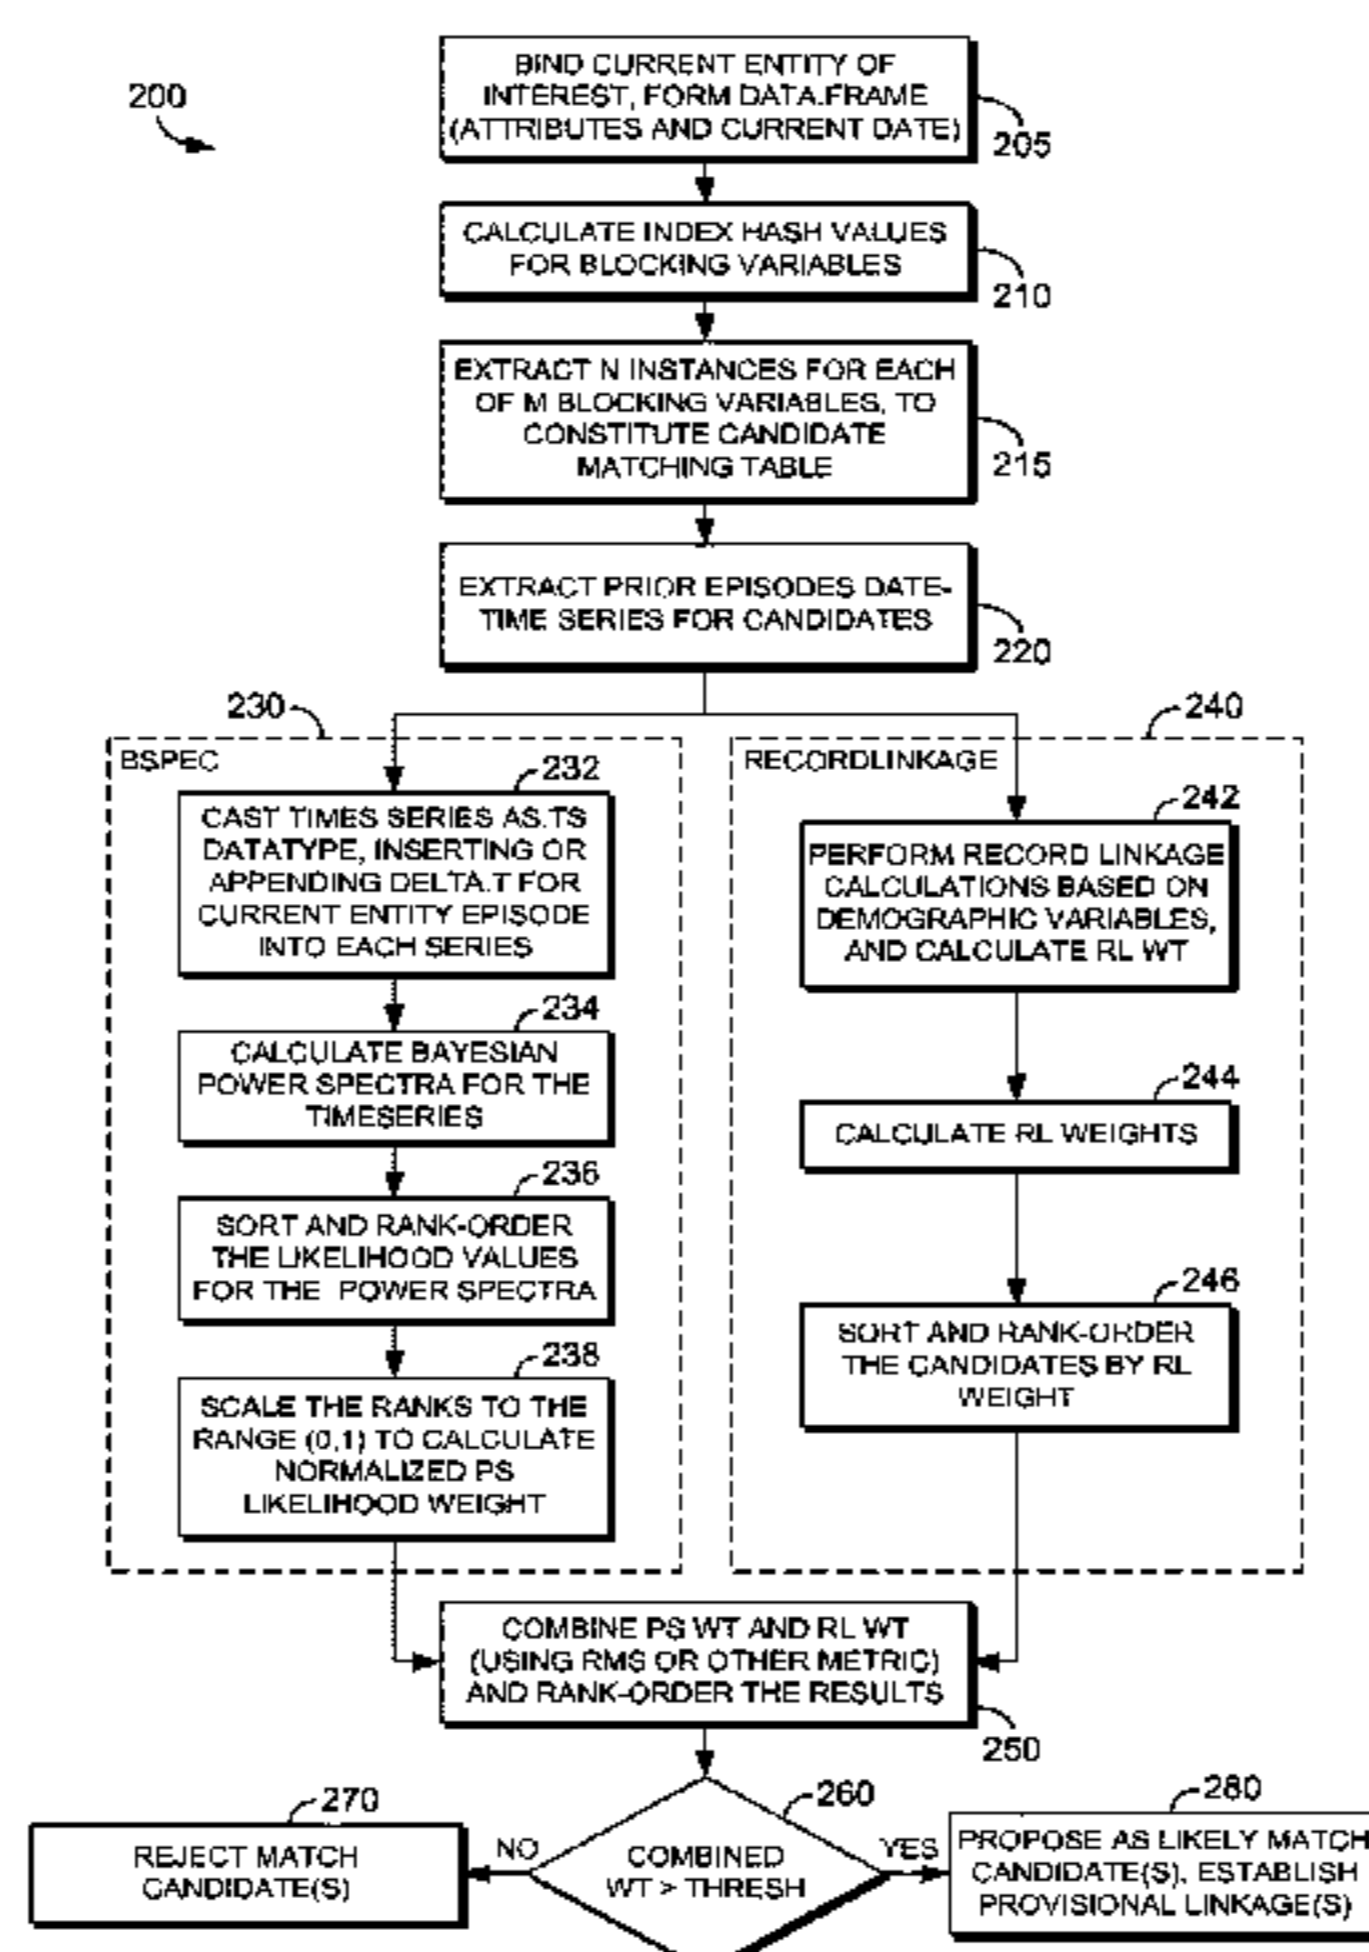 200
BIND CURRENT ENTITY OF
INTEREST, FORM DATA.FRAME
(ATTRIBUTES AND CURRENT DATE)
205
CALCULATE INDEX HASH VALUES
FOR BLOCKING VARIABLES
210
EXTRACT N INSTANCES FOR EACH
OF M BLOCKING VARIABLES, TO
CONSTITUTE CANDIDATE
MATCHING TABLE
215
EXTRACT PRIOR EPISODES DATE-
TIME SERIES FOR CANDIDATES
220
230
BSPEC
232
CAST TIMES SERIES AS.TS
DATATYPE, INSERTING OR
APPENDING DELTA.T FOR
CURRENT ENTITY EPISODE
INTO EACH SERIES
234
CALCULATE BAYESIAN
POWER SPECTRA FOR THE
TIMESERIES
236
SORT AND RANK-ORDER
THE LIKELIHOOD VALUES
FOR THE POWER SPECTRA
238
SCALE THE RANKS TO THE
RANGE (0,1) TO CALCULATE
NORMALIZED PS
LIKELIHOOD WEIGHT
240
RECORDLINKAGE
242
PERFORM RECORD LINKAGE
CALCULATIONS BASED ON
DEMOGRAPHIC VARIABLES,
AND CALCULATE RL WT
244
CALCULATE RL WEIGHTS
246
SORT AND RANK-ORDER
THE CANDIDATES BY RL
WEIGHT
COMBINE PS WT AND RL WT
(USING RMS OR OTHER METRIC)
AND RANK-ORDER THE RESULTS
250
260
COMBINED
WT > THRESH
NO
270
REJECT MATCH
CANDIDATE(S)
YES
280
PROPOSE AS LIKELY MATCH
CANDIDATE(S), ESTABLISH
PROVISIONAL LINKAGE(S)